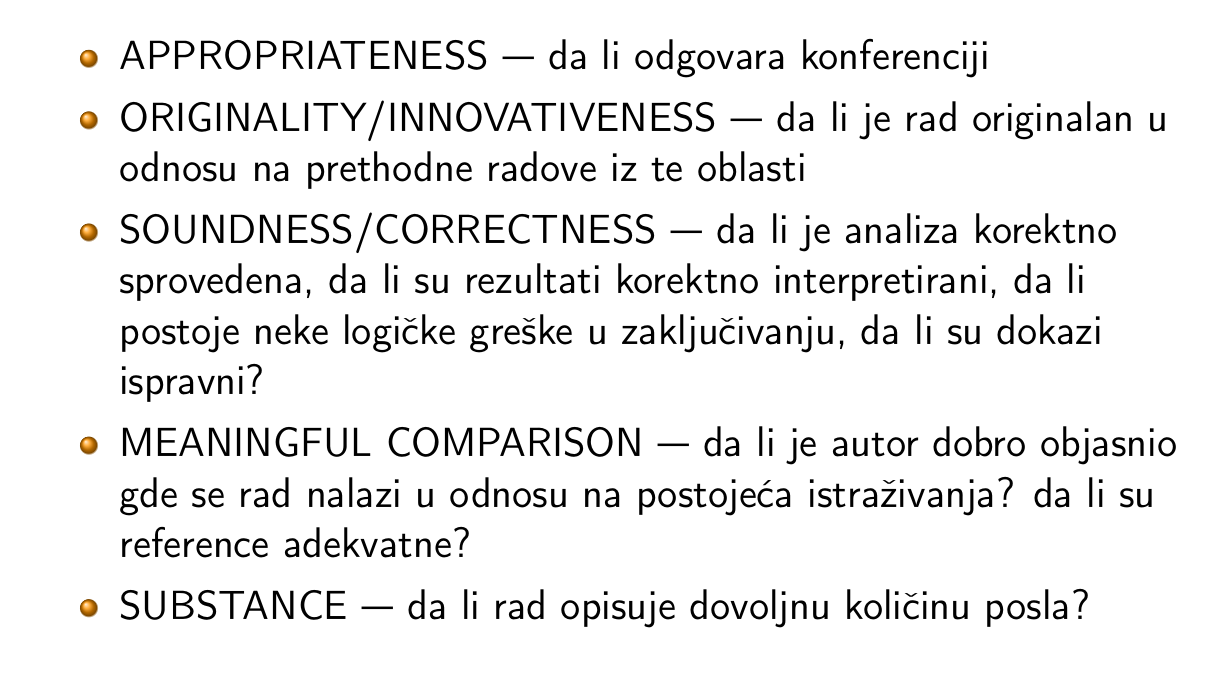 APPROPRIATENESS — da li odgovara konferenciji
ORIGINALITY/INNOVATIVENESS — da li je rad originalan u
odnosu na prethodne radove iz te oblasti
SOUNDNESS/CORRECTNESS — da li je analiza korektno
sprovedena, da li su rezultati korektno interpretirani, da li
postoje neke logičke greške u zaključivanju, da li su dokazi
ispravni?
MEANINGFUL COMPARISON — da li je autor dobro objasnio
gde se rad nalazi u odnosu na postojeća istraživanja? da li su
reference adekvatne?
SUBSTANCE — da li rad opisuje dovoljnu količinu posla?